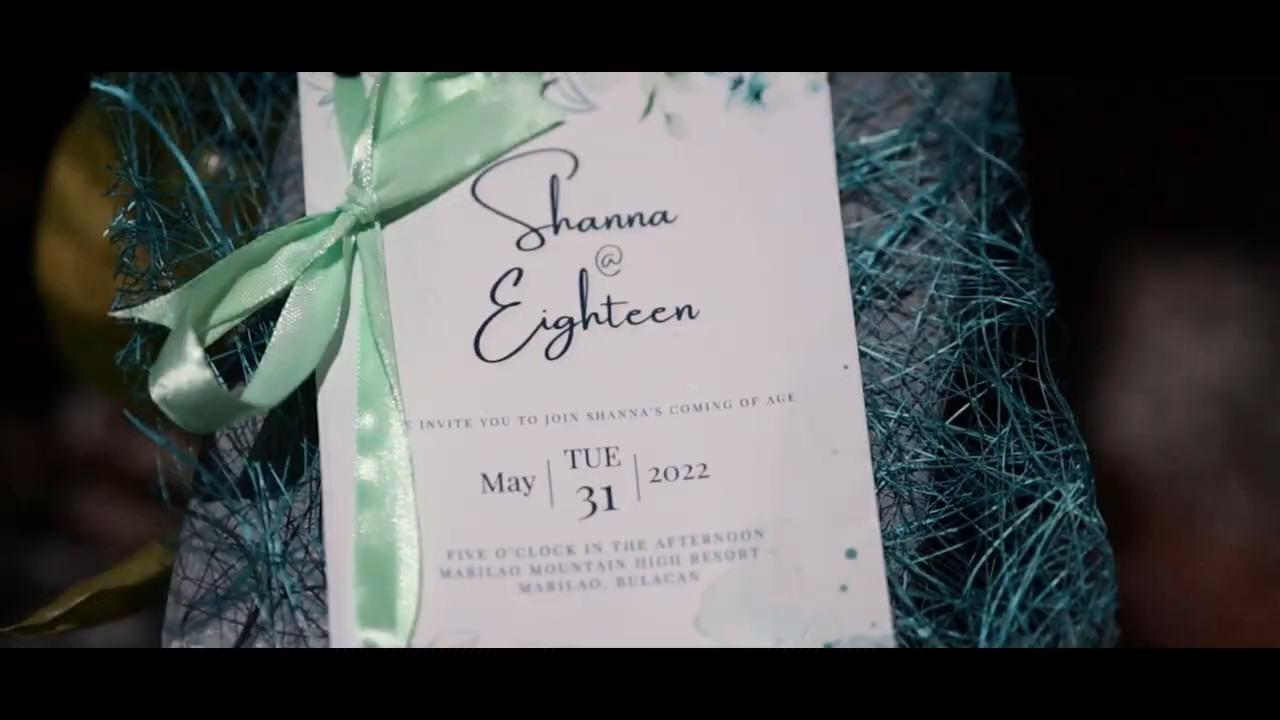 Shanna
@
Eighteen
INVITE YOU TO JOIN SHANNA'S COMING OF AGE
May | TUE 31 | 2022
FIVE O'CLOCK IN THE AFTERNOON
MARILAO MOUNTAIN HIGH RESORT -
MARILAO, BULACAN